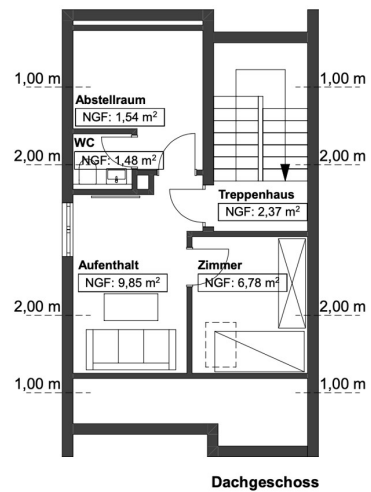 1,00 m
1,00 m
Abstellraum
NGF: 1,54 m²
WC
2,00 m
2,00 m
NGF: 1,48 m²
Treppenhaus
NGF: 2,37 m²
Aufenthalt
Zimmer
NGF: 9,85 m²
NGF: 6,78 m²
2,00 m
2,00 m
1,00 m
1,00 m
Dachgeschoss